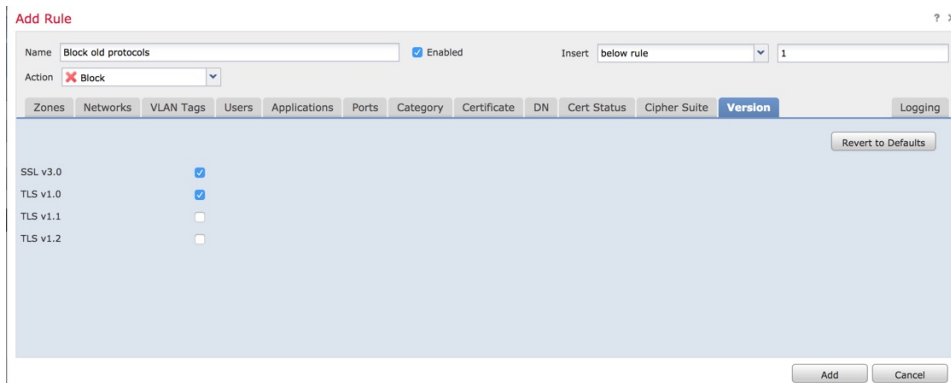 Add Rule ?
Name Block old protocols Enabled Insert below rule 1
Action Block
Zones Networks VLAN Tags Users Applications Ports Category Certificate DN Cert Status Cipher Suite Version Logging
Revert to Defaults
SSL v3.0
TLS v1.0
TLS v1.1
TLS v1.2
Add Cancel